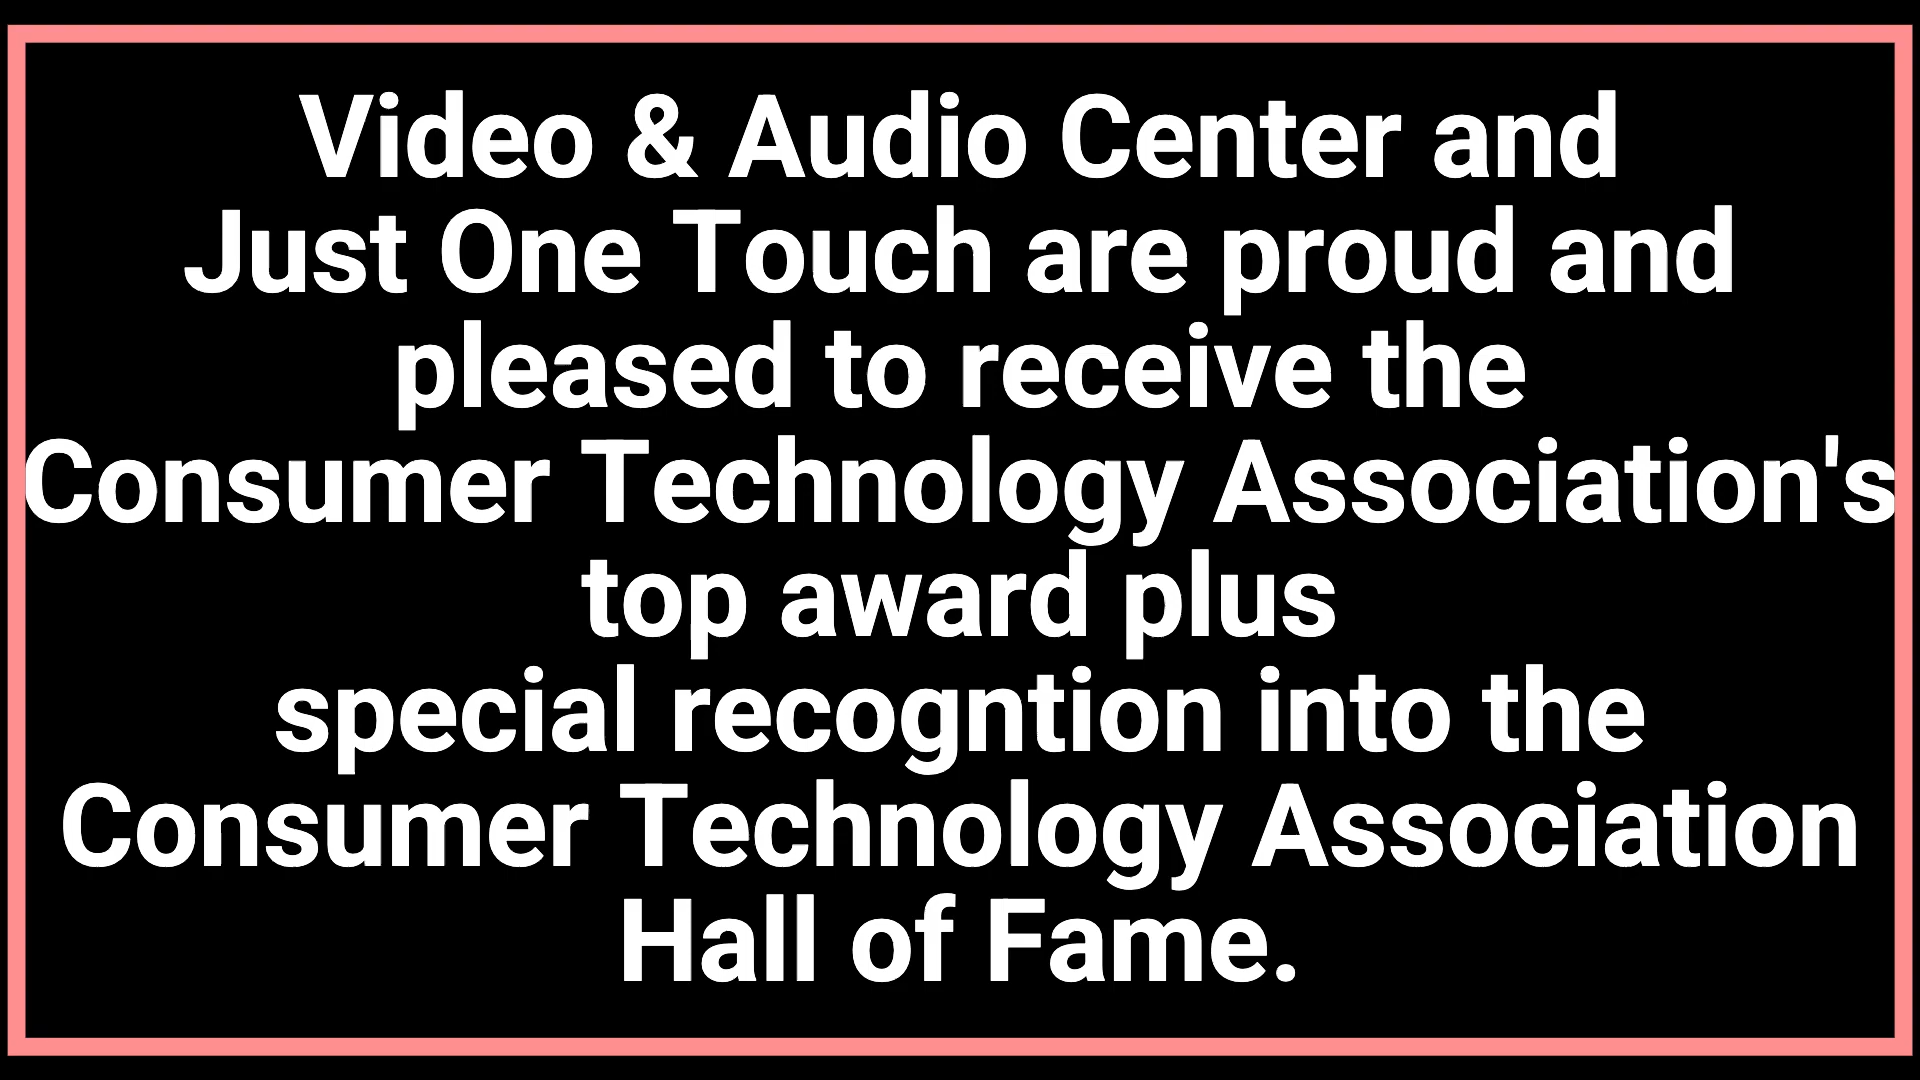 Video & Audio Center and
Just One Touch are proud and
pleased to receive the
Consumer Technology Association's
top award plus
special recogntion into the
Consumer Technology Association
Hall of Fame.